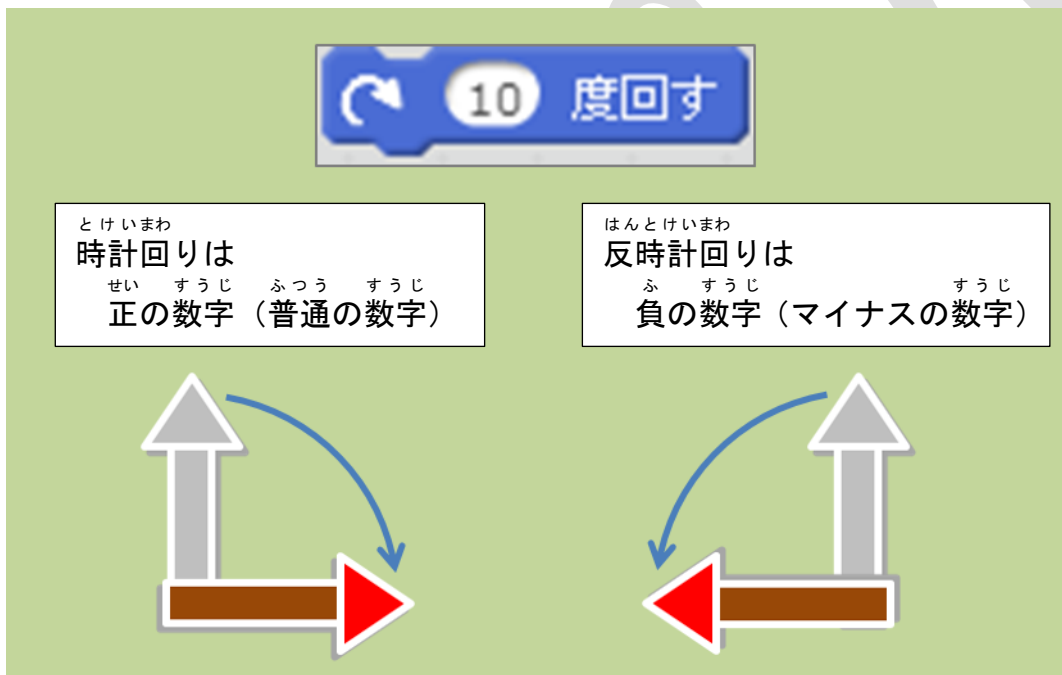 10 度回す
とけいまわ
時計回りは
せい すうじ ふつう すうじ
正の数字（普通の数字）
はんとけいまわ
反時計回りは
ふ すうじ すうじ
負の数字（マイナスの数字）